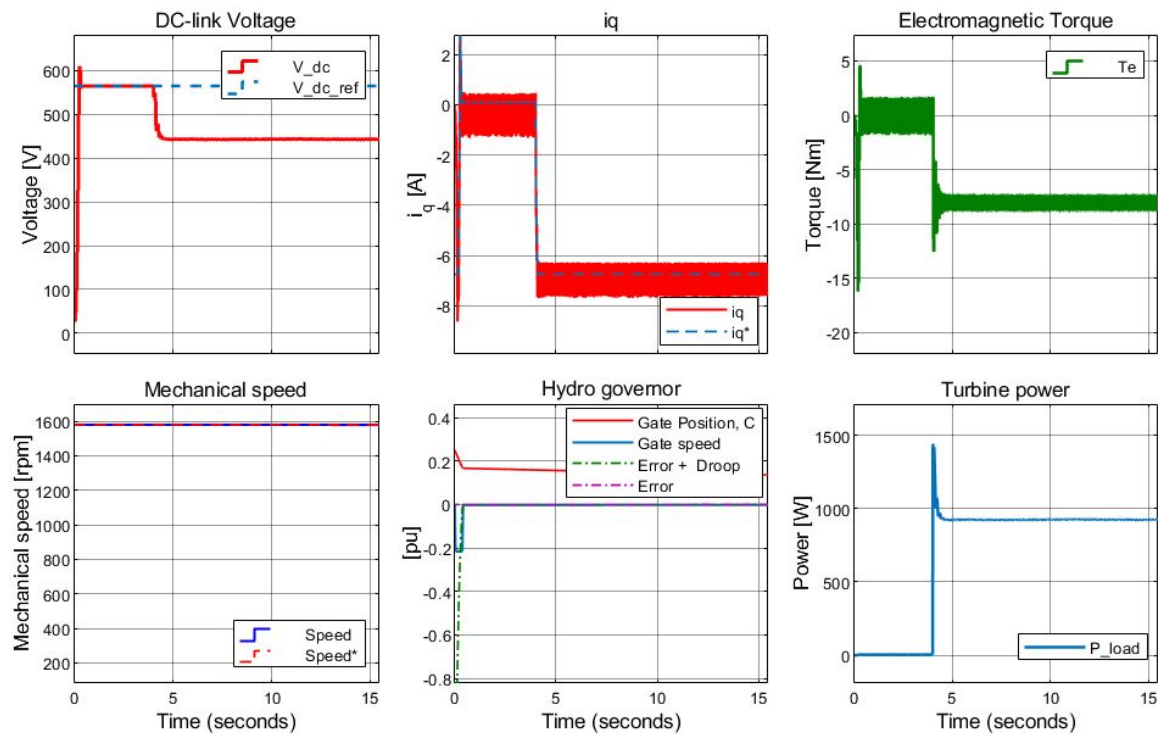 DC-link Voltage
Voltage [V]
600
500
400
300
200
100
0
V_dc
V_dc_ref
iq
i_q [A]
2
0
-2
-4
-6
-8
iq
iq*
Electromagnetic Torque
Torque [Nm]
5
0
-5
-10
-15
-20
Te
Mechanical speed
Mechanical speed [rpm]
1600
1400
1200
1000
800
600
400
200
Speed
Speed*
0
5
10
15
Time (seconds)
Hydro governor
[pu]
0.4
0.2
0
-0.2
-0.4
-0.6
-0.8
Gate Position, C
Gate speed
Error + Droop
Error
0
5
10
15
Time (seconds)
Turbine power
Power [W]
1500
1000
500
0
P_load
0
5
10
15
Time (seconds)